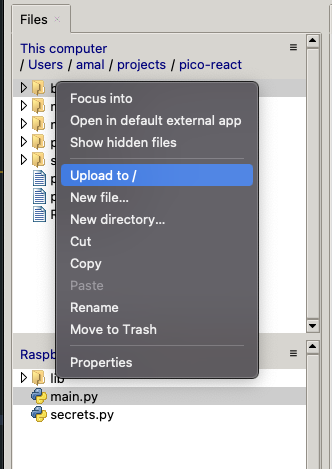 Files ×
This computer
/ Users / amal / projects / pico-react
b
n
n
p
s
p
p
Focus into
Open in default external app
Show hidden files
Upload to /
New file...
New directory...
Cut
Copy
Paste
Rename
Move to Trash
Properties
Raspb
lib
main.py
secrets.py